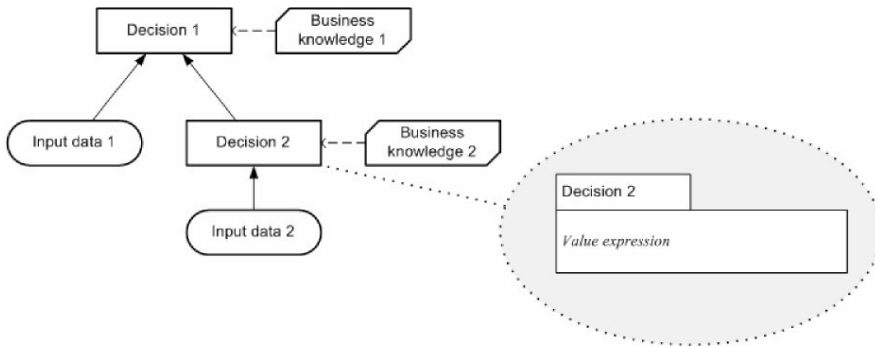 Decision 1
Business
knowledge 1
Input data 1
Decision 2
Business
knowledge 2
Input data 2
Decision 2
Value expression